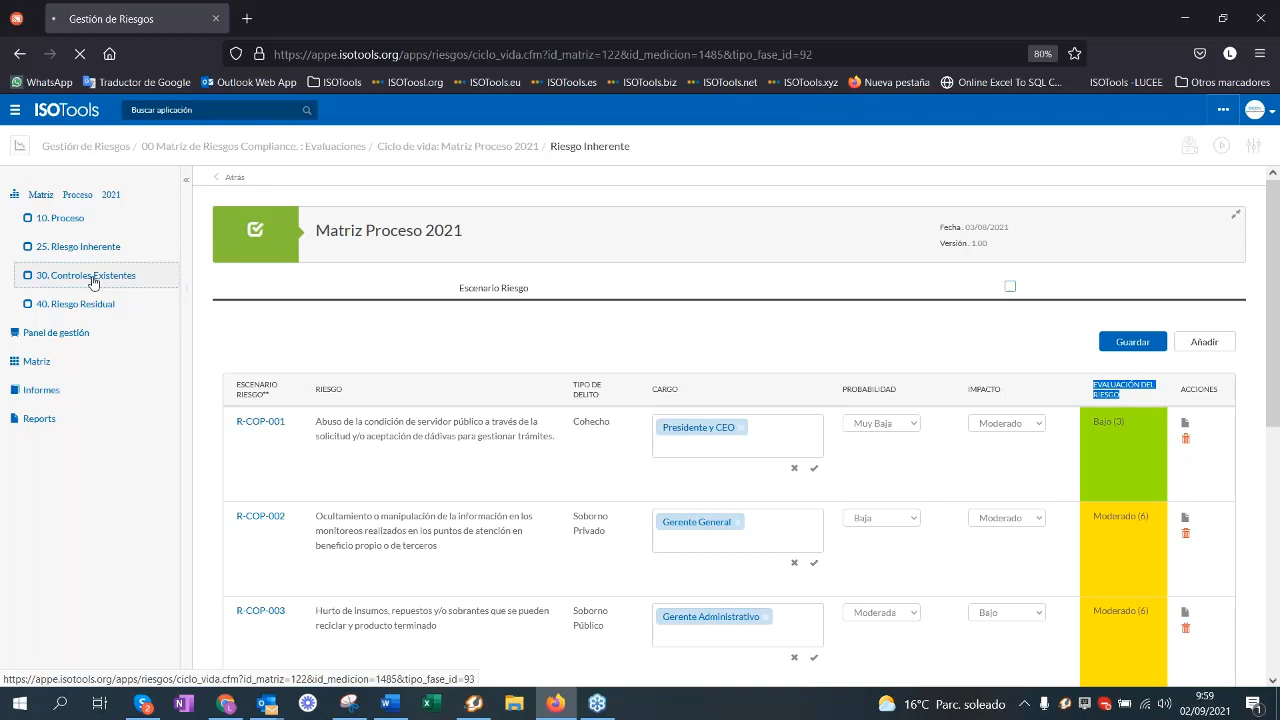 Gestión de Riesgos
https://appe.isotools.org/apps/riesgos/ciclo_vida.cfm?id_matriz=122&id_medicion=1485&tipo_fase_id=92
80%
L
WhatsApp
Traductor de Google
Outlook Web App
ISOTools
ISOTools.org
ISOTools.eu
ISOTools.es
ISOTools.biz
ISOTools.net
ISOTools.xyz
Nueva pestaña
Online Excel To SQL C...
ISOTools -LUCEE
Otros marcadores
ISOTools
Buscar aplicación
Gestión de Riesgos / 00 Matríz de Riesgos Compliance. : Evaluaciones / Ciclo de vida: Matriz Proceso 2021 / Riesgo Inherente
Atrás
Matriz Proceso 2021
10. Proceso
25. Riesgo Inherente
30. Controles Existentes
40. Riesgo Residual
Panel de gestión
Matriz
Informes
Reports
Matriz Proceso 2021
Fecha . 03/08/2021
Versión . 1.00
Escenario Riesgo
Guardar
Añadir
ESCENARIO RIESGO**
RIESGO
TIPO DE DELITO
CARGO
PROBABILIDAD
IMPACTO
EVALUACIÓN DEL RIESGO
ACCIONES
R-COP-001
Abuso de la condición de servidor público a través de la
solicitud y/o aceptación de dádivas para gestionar trámites.
Cohecho
Presidente y CEO
Muy Baja
Moderado
Bajo (3)
R-COP-002
Ocultamiento o manipulación de la información en los
monitoreos realizados en los puntos de atención en
beneficio propio o de terceros
Soborno
Privado
Gerente General
Baja
Moderado
Moderado (6)
R-COP-003
Hurto de Insumos, repuestos y/o sobrantes que se pueden
reciclar y producto terminado
Soborno
Público
Gerente Administrativo
Moderada
Bajo
Moderado (6)
https://appe.isotools.org/apps/riesgos/ciclo_vida.cfm?id_matriz=122&id_medicion=1485&tipo_fase_id=93
16°C Parc. soleado
9:59
02/09/2021